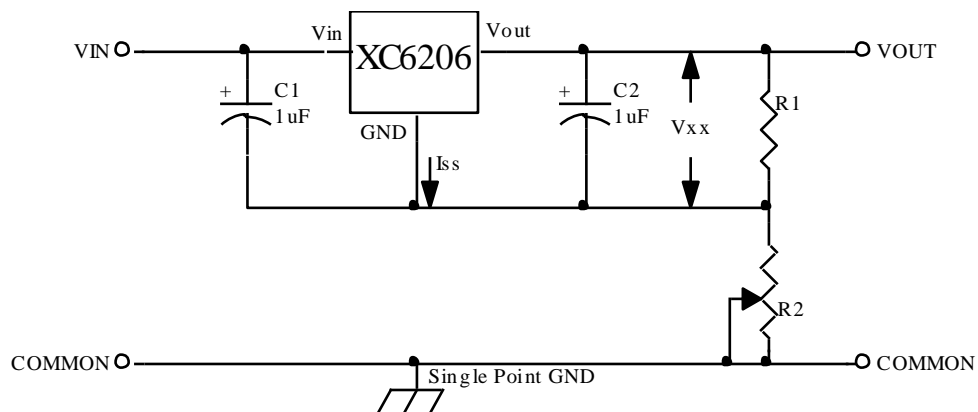 VIN
Vin
XC6206
Vout
VOUT
+
C1
1uF
+
C2
1uF
R1
Vxx
GND
Iss
R2
COMMON
Single Point GND
COMMON